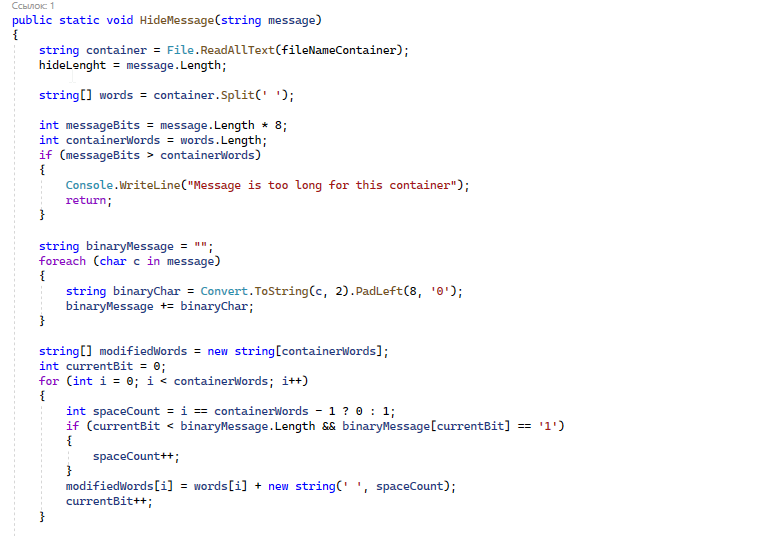 Ссылок: 1
public static void HideMessage(string message)
{
    string container = File.ReadAllText(fileNameContainer);
    hideLenght = message.Length;

    string[] words = container.Split(' ');

    int messageBits = message.Length * 8;
    int containerWords = words.Length;
    if (messageBits > containerWords)
    {
        Console.WriteLine("Message is too long for this container");
        return;
    }

    string binaryMessage = "";
    foreach (char c in message)
    {
        string binaryChar = Convert.ToString(c, 2).PadLeft(8, '0');
        binaryMessage += binaryChar;
    }

    string[] modifiedWords = new string[containerWords];
    int currentBit = 0;
    for (int i = 0; i < containerWords; i++)
    {
        int spaceCount = i == containerWords - 1 ? 0 : 1;
        if (currentBit < binaryMessage.Length && binaryMessage[currentBit] == '1')
        {
            spaceCount++;
        }
        modifiedWords[i] = words[i] + new string(' ', spaceCount);
        currentBit++;
    }